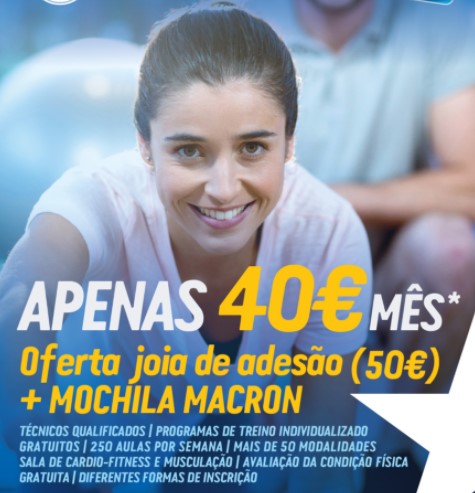 APENAS 40€ MÊS*
Oferta joia de adesão (50€)
+ MOCHILA MACRON
TÉCNICOS QUALIFICADOS | PROGRAMAS DE TREINO INDIVIDUALIZADO
GRATUITOS | 250 AULAS POR SEMANA | MAIS DE 50 MODALIDADES
SALA DE CARDIO-FITNESS E MUSCULAÇÃO | AVALIAÇÃO DA CONDIÇÃO FÍSICA
GRATUITA | DIFERENTES FORMAS DE INSCRIÇÃO